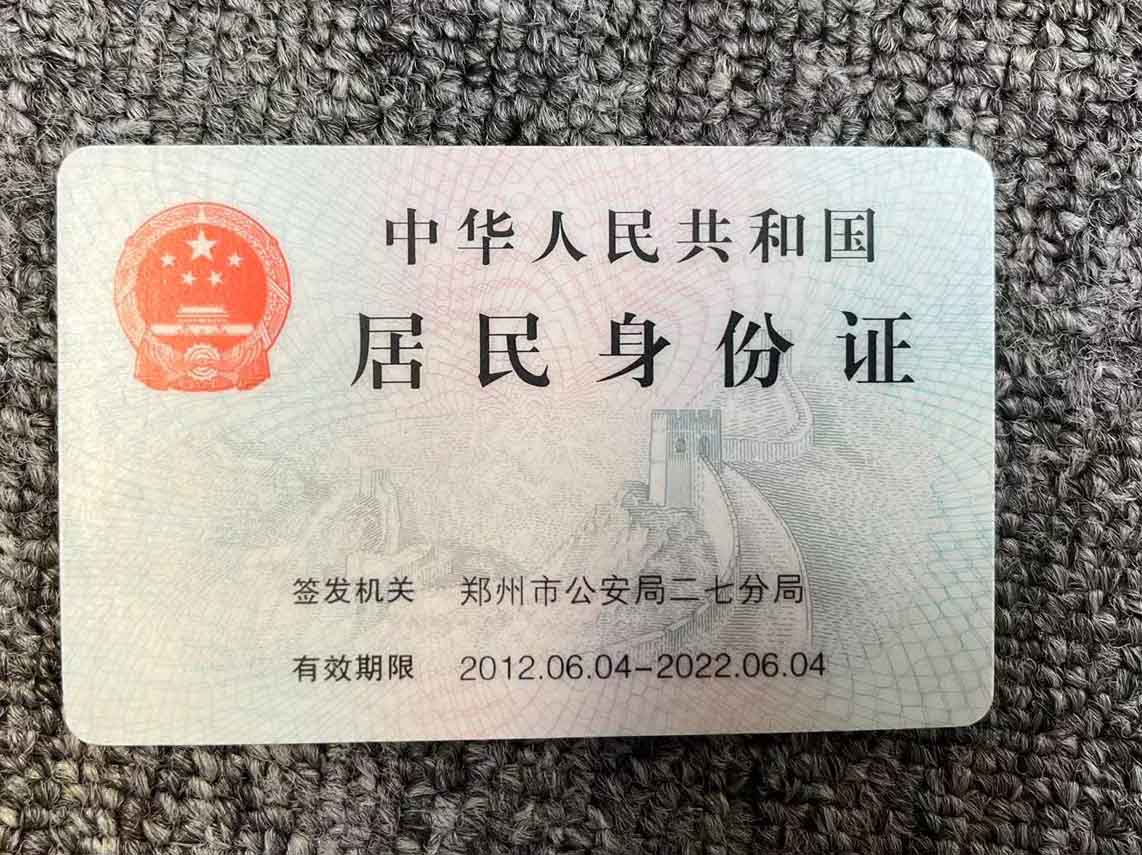 中华人民共和国
居民身份证
签发机关 郑州市公安局二七分局
有效期限 2012.06.04-2022.06.04